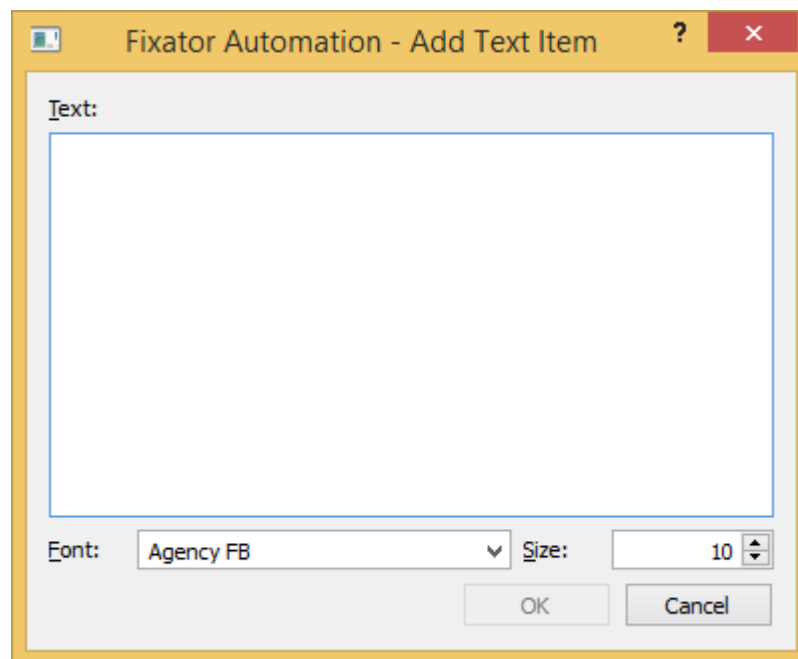 Fixator Automation - Add Text Item ?
Text:
Font: Agency FB Size: 10
OK Cancel